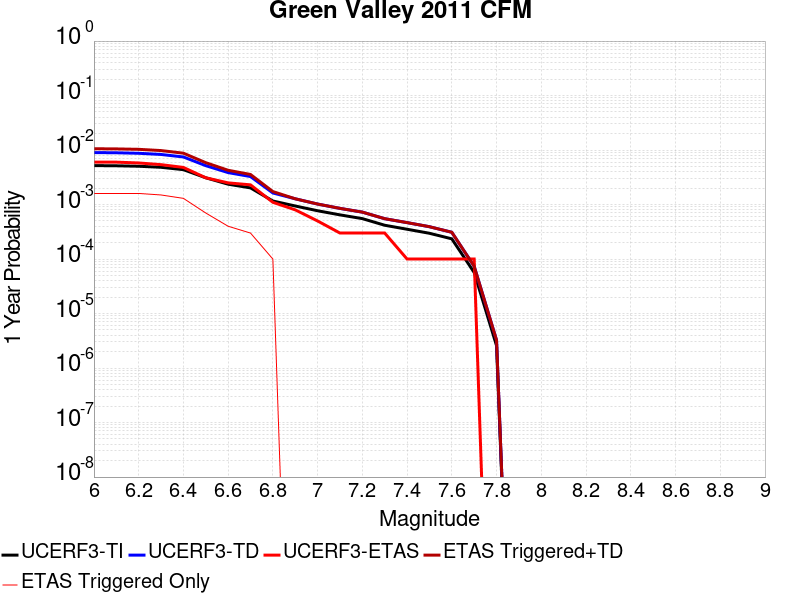 Green Valley 2011 CFM
10^0
10^-1
10^-2
10^-3
10^-4
10^-5
10^-6
10^-7
10^-8
1 Year Probability
6 6.2 6.4 6.6 6.8 7 7.2 7.4 7.6 7.8 8 8.2 8.4 8.6 8.8 9
Magnitude
UCERF3-TI UCERF3-TD UCERF3-ETAS ETAS Triggered+TD
ETAS Triggered Only